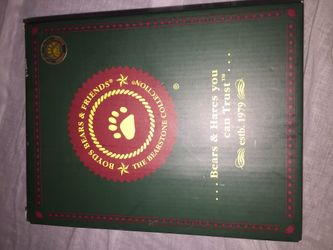 BOYDS BEARS & FRIENDS®
THE BEARSTONE COLLECTION®
®
...Bears & Hares you
can Trust™...
estb. 1979